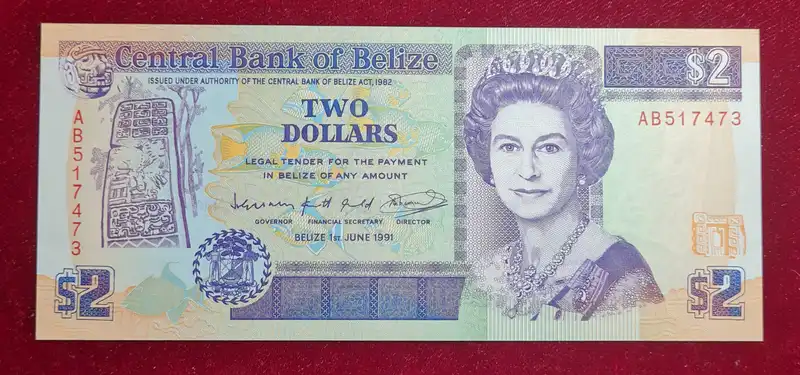 Central Bank of Belize
$2
ISSUED UNDER AUTHORITY OF THE CENTRAL BANK OF BELIZE ACT, 1982
AB517473
TWO
DOLLARS
AB517473
LEGAL TENDER FOR THE PAYMENT
IN BELIZE OF ANY AMOUNT
GOVERNOR FINANCIAL SECRETARY DIRECTOR
BELIZE 1ST. JUNE 1991
$2
$2